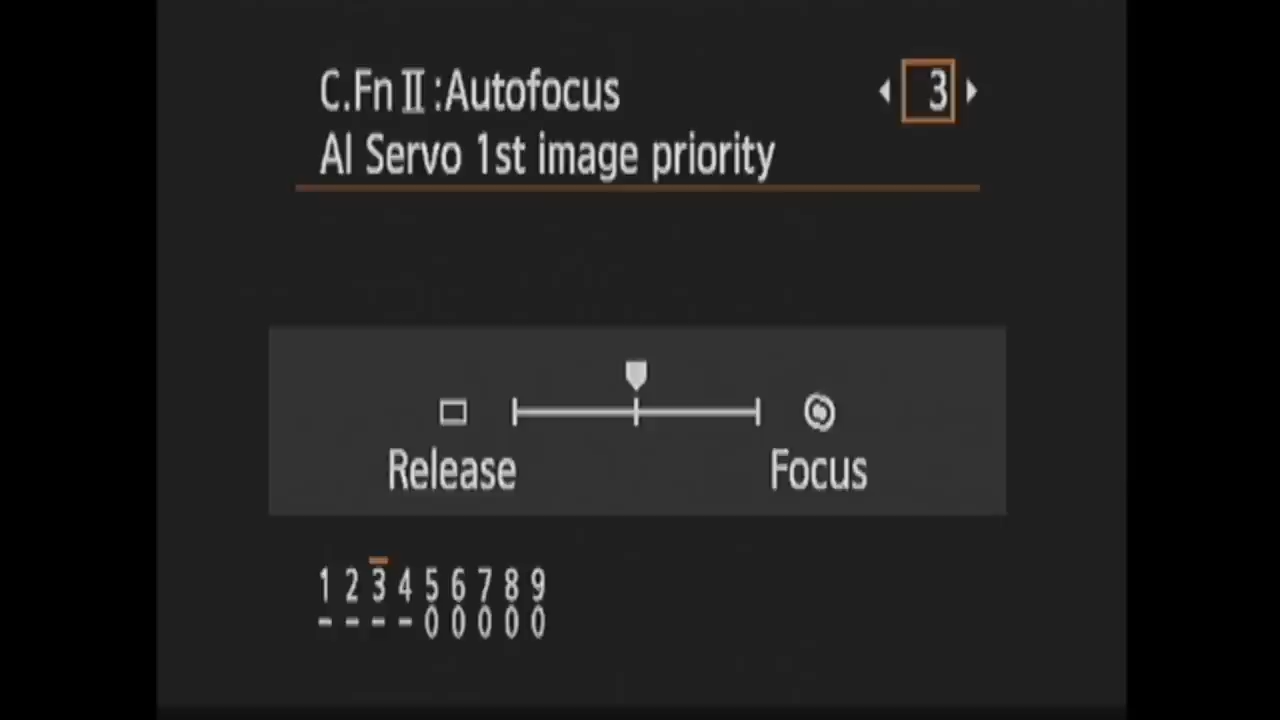 C.Fn II :Autofocus 3
AI Servo 1st image priority
Release Focus
1 2 3 4 5 6 7 8 9
- - - - 0 0 0 0 0